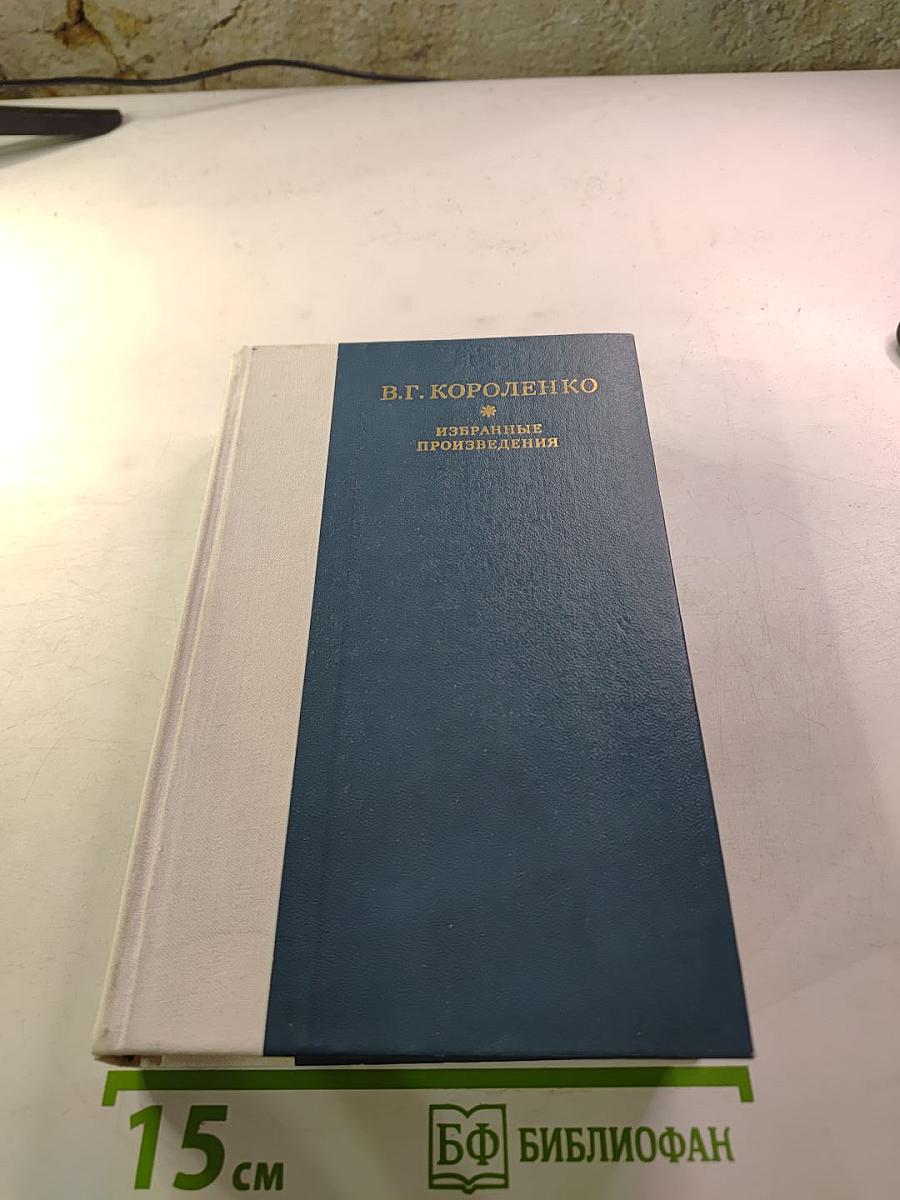 В.Г. КОРОЛЕНКО
ИЗБРАННЫЕ
ПРОИЗВЕДЕНИЯ
15 см
БФ БИБЛИОФАН